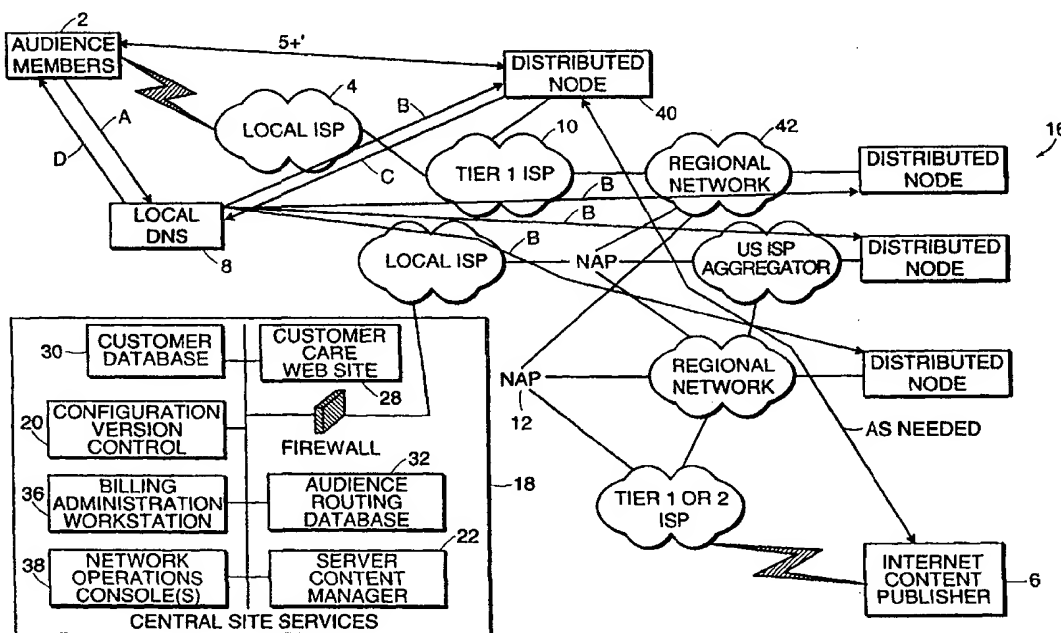 2
AUDIENCE
MEMBERS
5+'
DISTRIBUTED
NODE
40
4
LOCAL ISP
A
D
B
C
10
TIER 1 ISP
42
REGIONAL
NETWORK
16
DISTRIBUTED
NODE
B
B
B
LOCAL
DNS
8
LOCAL ISP
NAP
US ISP
AGGREGATOR
DISTRIBUTED
NODE
30
CUSTOMER
DATABASE
CUSTOMER
CARE
WEB SITE
28
NAP
12
REGIONAL
NETWORK
DISTRIBUTED
NODE
20
CONFIGURATION
VERSION
CONTROL
FIREWALL
AS NEEDED
36
BILLING
ADMINISTRATION
WORKSTATION
32
AUDIENCE
ROUTING
DATABASE
18
TIER 1 OR 2
ISP
38
NETWORK
OPERATIONS
CONSOLE(S)
22
SERVER
CONTENT
MANAGER
INTERNET
CONTENT
PUBLISHER
6
CENTRAL SITE SERVICES